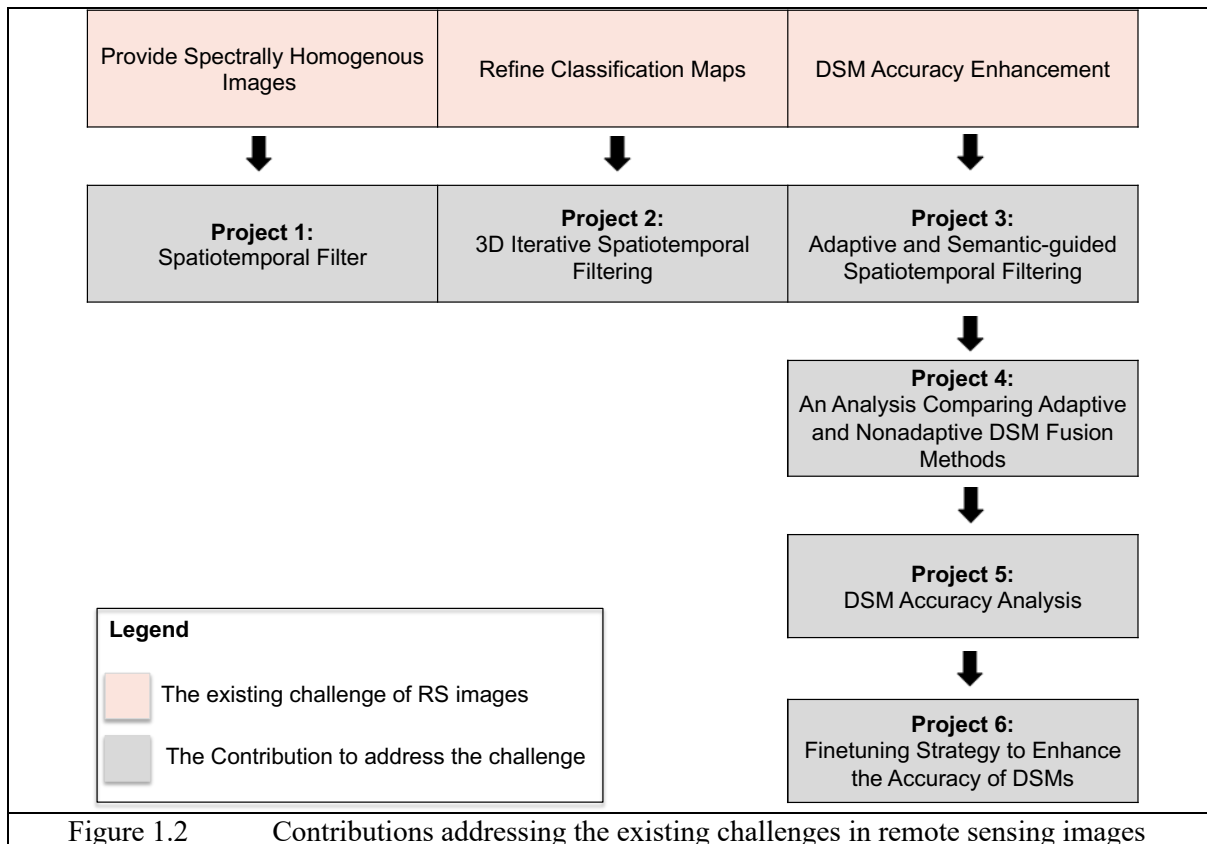 Provide Spectrally Homogenous
Images
Refine Classification Maps
DSM Accuracy Enhancement
Project 1:
Spatiotemporal Filter
Project 2:
3D Iterative Spatiotemporal
Filtering
Project 3:
Adaptive and Semantic-guided
Spatiotemporal Filtering
Project 4:
An Analysis Comparing Adaptive
and Nonadaptive DSM Fusion
Methods
Project 5:
DSM Accuracy Analysis
Project 6:
Finetuning Strategy to Enhance
the Accuracy of DSMs
Legend
The existing challenge of RS images
The Contribution to address the challenge
Figure 1.2 Contributions addressing the existing challenges in remote sensing images